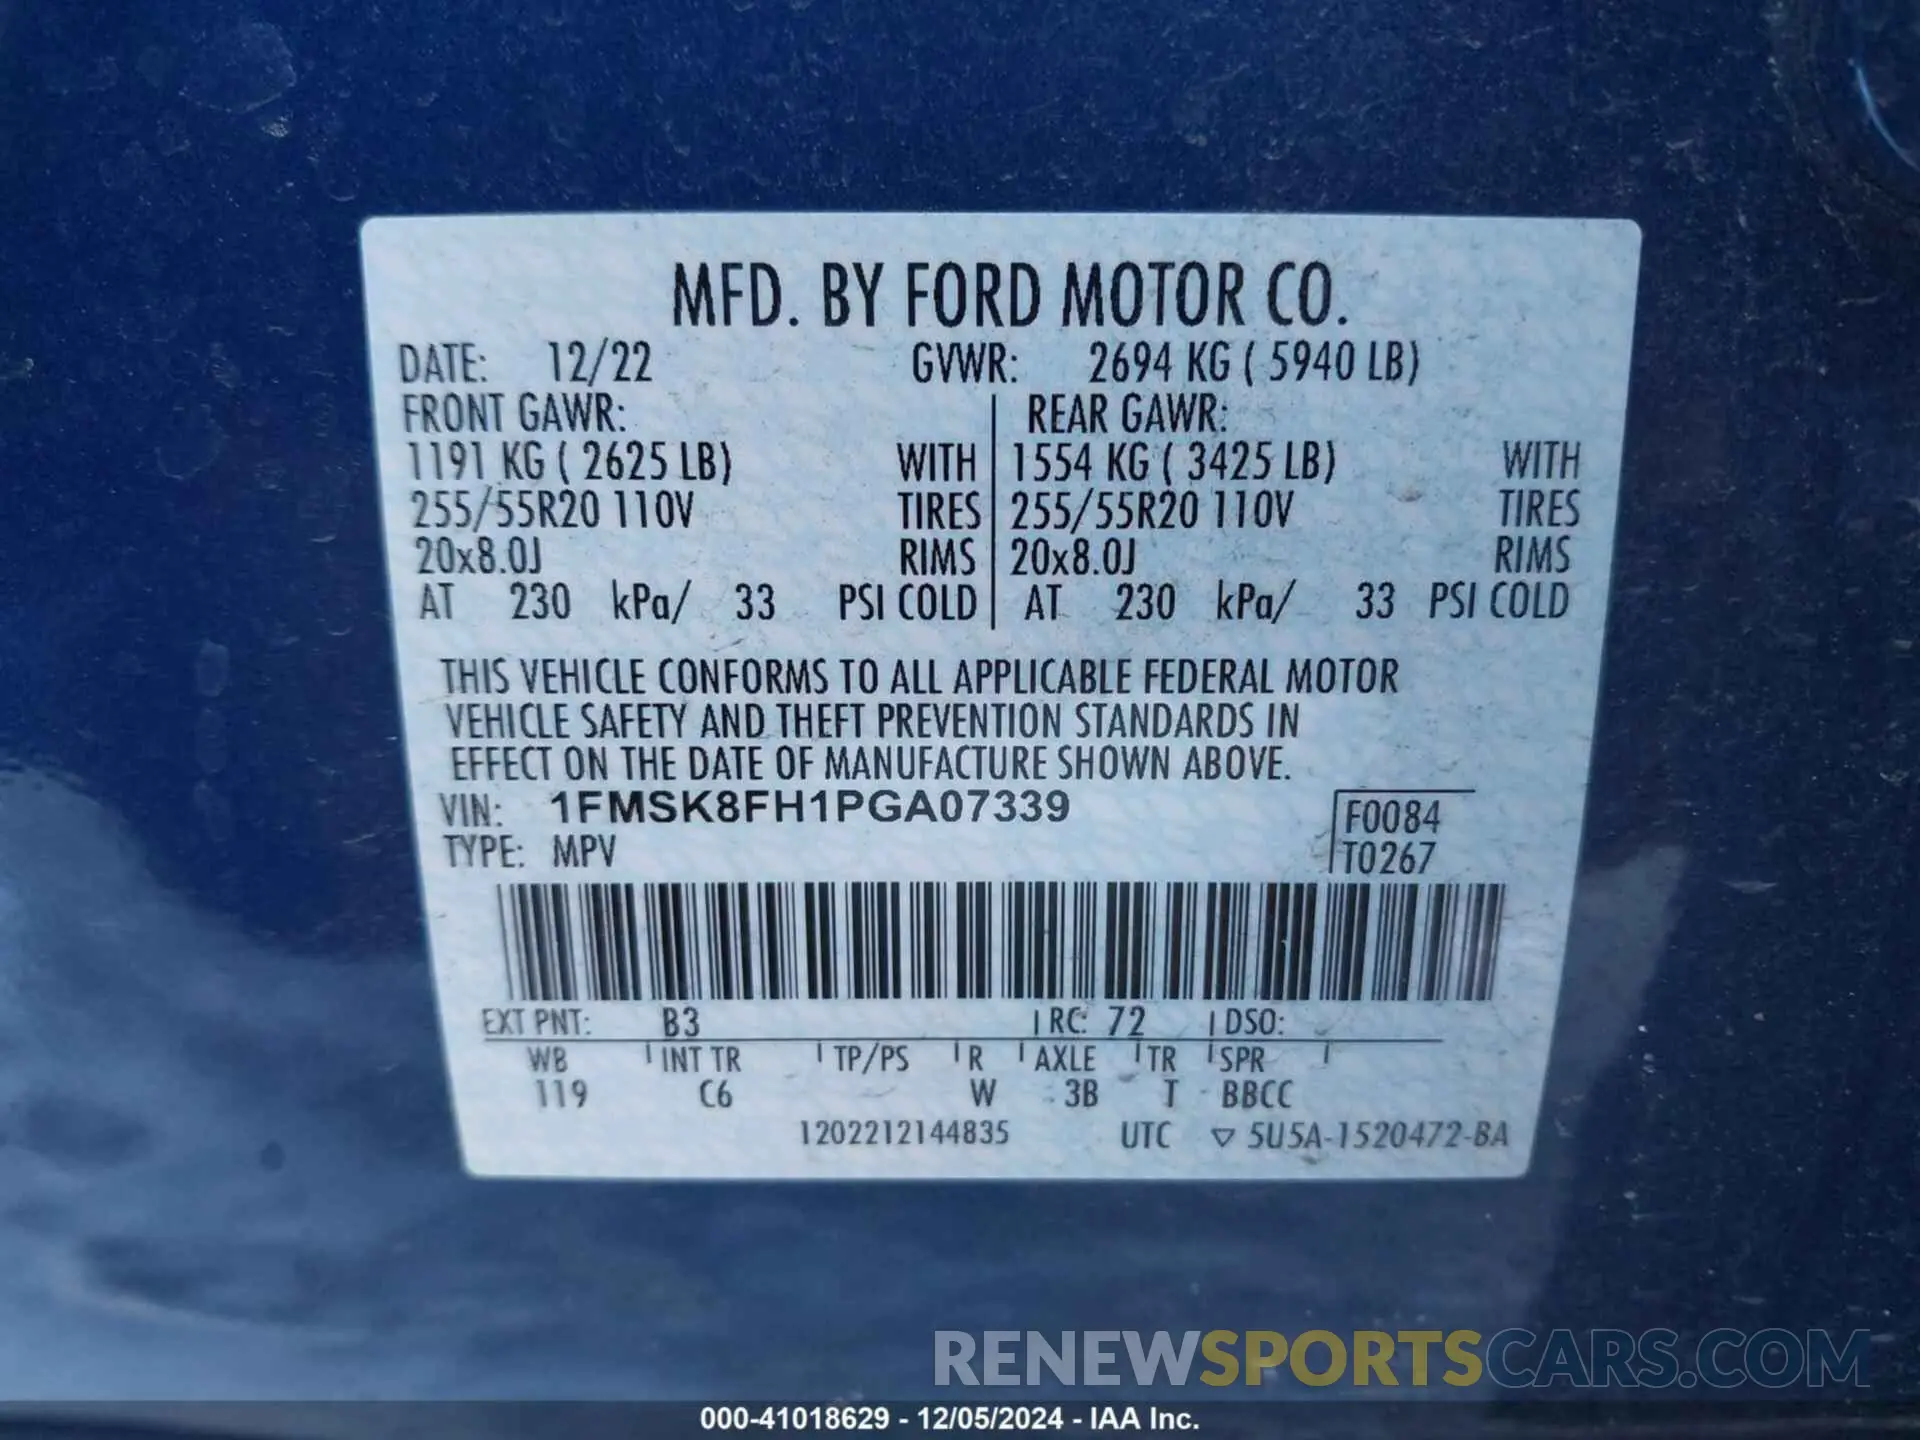 MFD. BY FORD MOTOR CO.
DATE: 12/22 GVWR: 2694 KG ( 5940 LB)
FRONT GAWR: REAR GAWR:
1191 KG ( 2625 LB) WITH 1554 KG ( 3425 LB) WITH
255/55R20 110V TIRES 255/55R20 110V TIRES
20x8.0J RIMS 20x8.0J RIMS
AT 230 kPa/ 33 PSI COLD AT 230 kPa/ 33 PSI COLD
THIS VEHICLE CONFORMS TO ALL APPLICABLE FEDERAL MOTOR
VEHICLE SAFETY AND THEFT PREVENTION STANDARDS IN
EFFECT ON THE DATE OF MANUFACTURE SHOWN ABOVE.
VIN: 1FMSK8FH1PGA07339 F0084
TYPE: MPV T0267
EXT PNT: B3 RC: 72 DSO:
WB INT TR TP/PS R AXLE TR SPR
119 C6 W 3B T BBCC
1202212144835 UTC ▽ 5U5A-1520472-BA
RENEWSPORTSCARS.COM
000-41018629 - 12/05/2024 - IAA Inc.